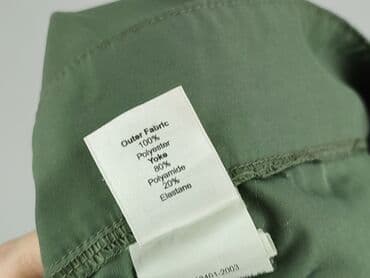 Outer Fabric
100%
Polyester
Yoke
80%
Polyamide
20%
Elastane